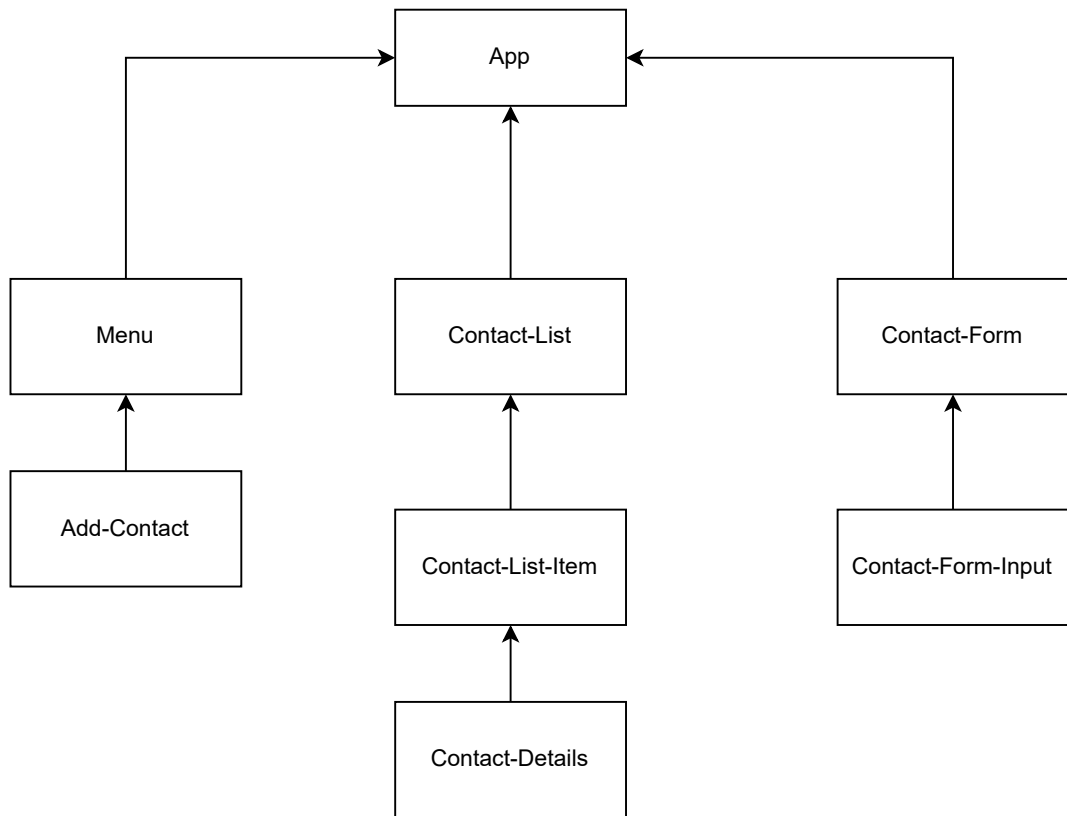 App
Menu
Contact-List
Contact-Form
Add-Contact
Contact-List-Item
Contact-Form-Input
Contact-Details